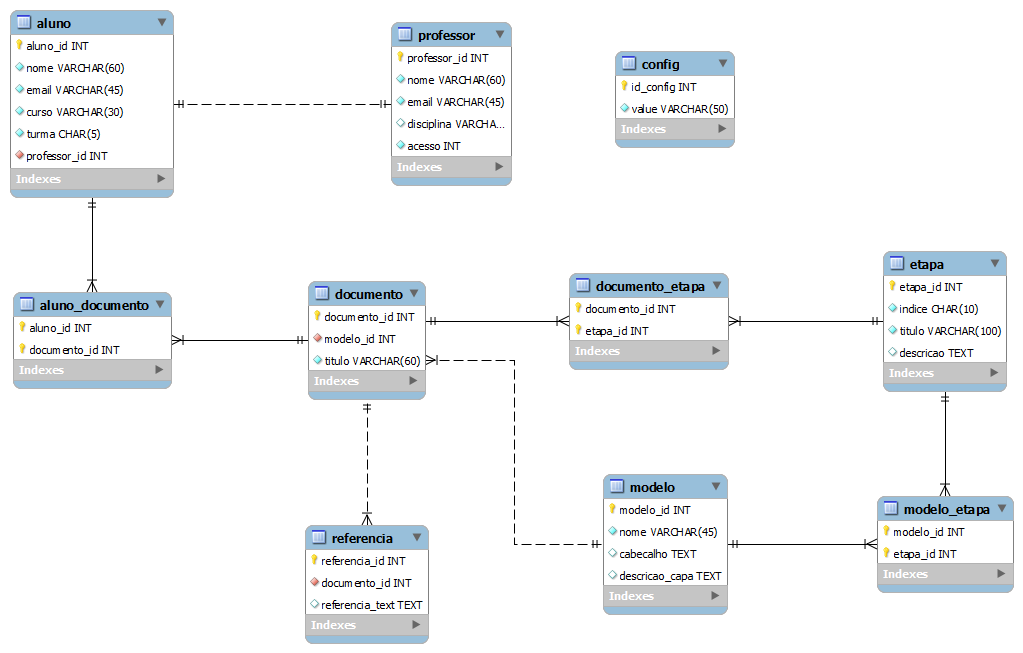 aluno
aluno_id INT
nome VARCHAR(60)
email VARCHAR(45)
curso VARCHAR(30)
turma CHAR(5)
professor_id INT
Indexes
professor
professor_id INT
nome VARCHAR(60)
email VARCHAR(45)
disciplina VARCHA...
acesso INT
Indexes
config
id_config INT
value VARCHAR(50)
Indexes
aluno_documento
aluno_id INT
documento_id INT
Indexes
documento
documento_id INT
modelo_id INT
titulo VARCHAR(60)
Indexes
documento_etapa
documento_id INT
etapa_id INT
Indexes
etapa
etapa_id INT
indice CHAR(10)
titulo VARCHAR(100)
descricao TEXT
Indexes
referencia
referencia_id INT
documento_id INT
referencia_text TEXT
Indexes
modelo
modelo_id INT
nome VARCHAR(45)
cabecalho TEXT
descricao_capa TEXT
Indexes
modelo_etapa
modelo_id INT
etapa_id INT
Indexes